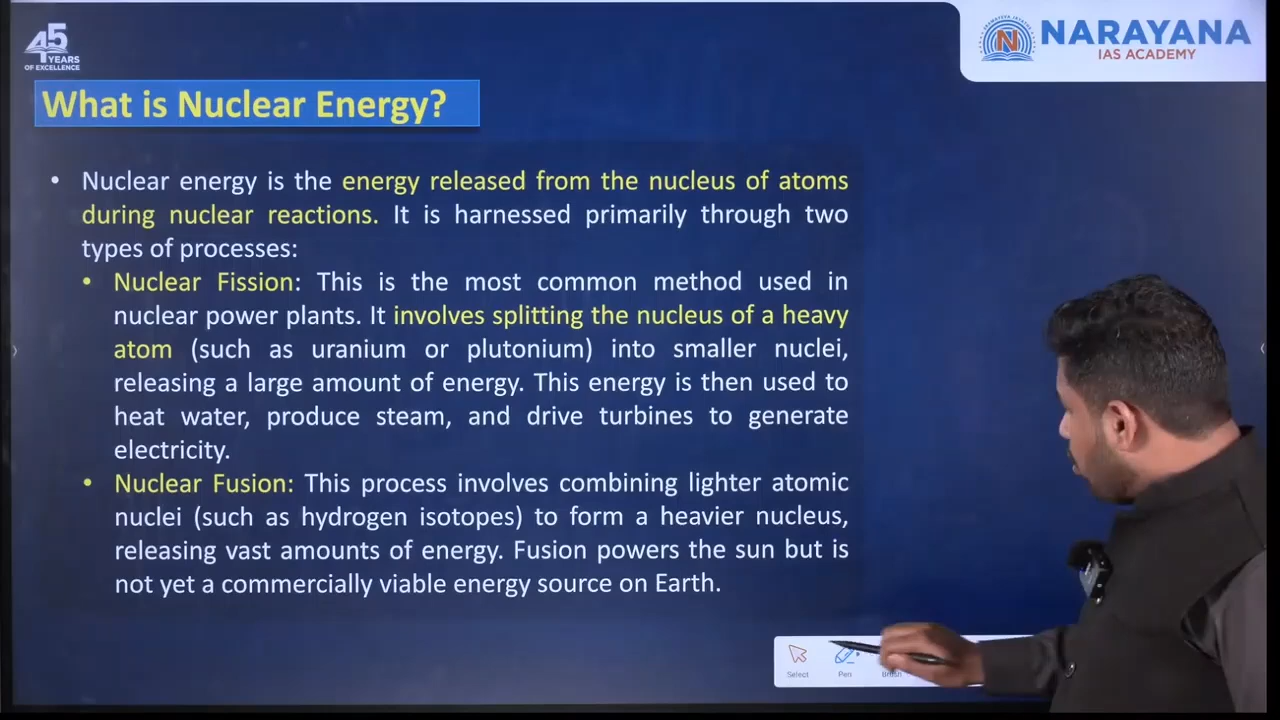 45
YEARS
OF EXCELLENCE
NARAYANA
IAS ACADEMY
What is Nuclear Energy?
• Nuclear energy is the energy released from the nucleus of atoms
during nuclear reactions. It is harnessed primarily through two
types of processes:
• Nuclear Fission: This is the most common method used in
nuclear power plants. It involves splitting the nucleus of a heavy
atom (such as uranium or plutonium) into smaller nuclei,
releasing a large amount of energy. This energy is then used to
heat water, produce steam, and drive turbines to generate
electricity.
• Nuclear Fusion: This process involves combining lighter atomic
nuclei (such as hydrogen isotopes) to form a heavier nucleus,
releasing vast amounts of energy. Fusion powers the sun but is
not yet a commercially viable energy source on Earth.
Select Pen Brush